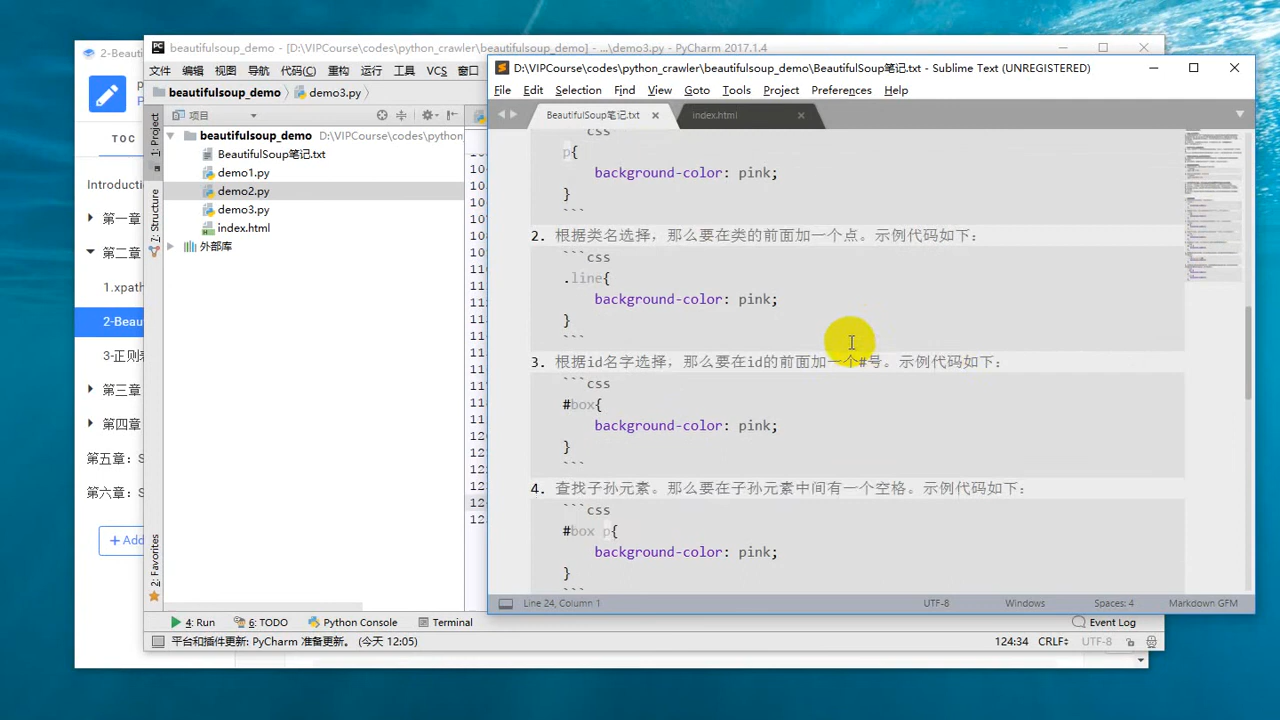 2-Beauti
beautifulsoup_demo - [D:\VIPCourse\codes\python_crawler\beautifulsoup_demo] - ...\demo3.py - PyCharm 2017.1.4
文件 编辑 视图 导航 代码(C) 重构 运行 工具 VCS 窗口
beautifulsoup_demo demo3.py
项目
1: Project
7: Structure
2: Favorites
beautifulsoup_demo D:\VIPCourse\codes\python
BeautifulSoup笔记.txt
demo1.py
demo2.py
demo3.py
index.html
外部库
TOC
Introduction
第一章
第二章
1.xpath
2-Beau
3-正则表
第三章
第四章
第五章：S
第六章：S
+ Add
D:\VIPCourse\codes\python_crawler\beautifulsoup_demo\BeautifulSoup笔记.txt - Sublime Text (UNREGISTERED)
File Edit Selection Find View Goto Tools Project Preferences Help
BeautifulSoup笔记.txt index.html
css
p{
background-color: pink;
}
```
2. 根据类名选择，那么要在类的前面加一个点。示例代码如下：
```css
.line{
background-color: pink;
}
```
3. 根据id名字选择，那么要在id的前面加一个#号。示例代码如下：
```css
#box{
background-color: pink;
}
```
4. 查找子孙元素。那么要在子孙元素中间有一个空格。示例代码如下：
```css
#box p{
background-color: pink;
}
```
Line 24, Column 1 UTF-8 Windows Spaces: 4 Markdown GFM
4: Run 6: TODO Python Console Terminal Event Log
平台和插件更新: PyCharm 准备更新。 (今天 12:05) 124:34 CRLF UTF-8